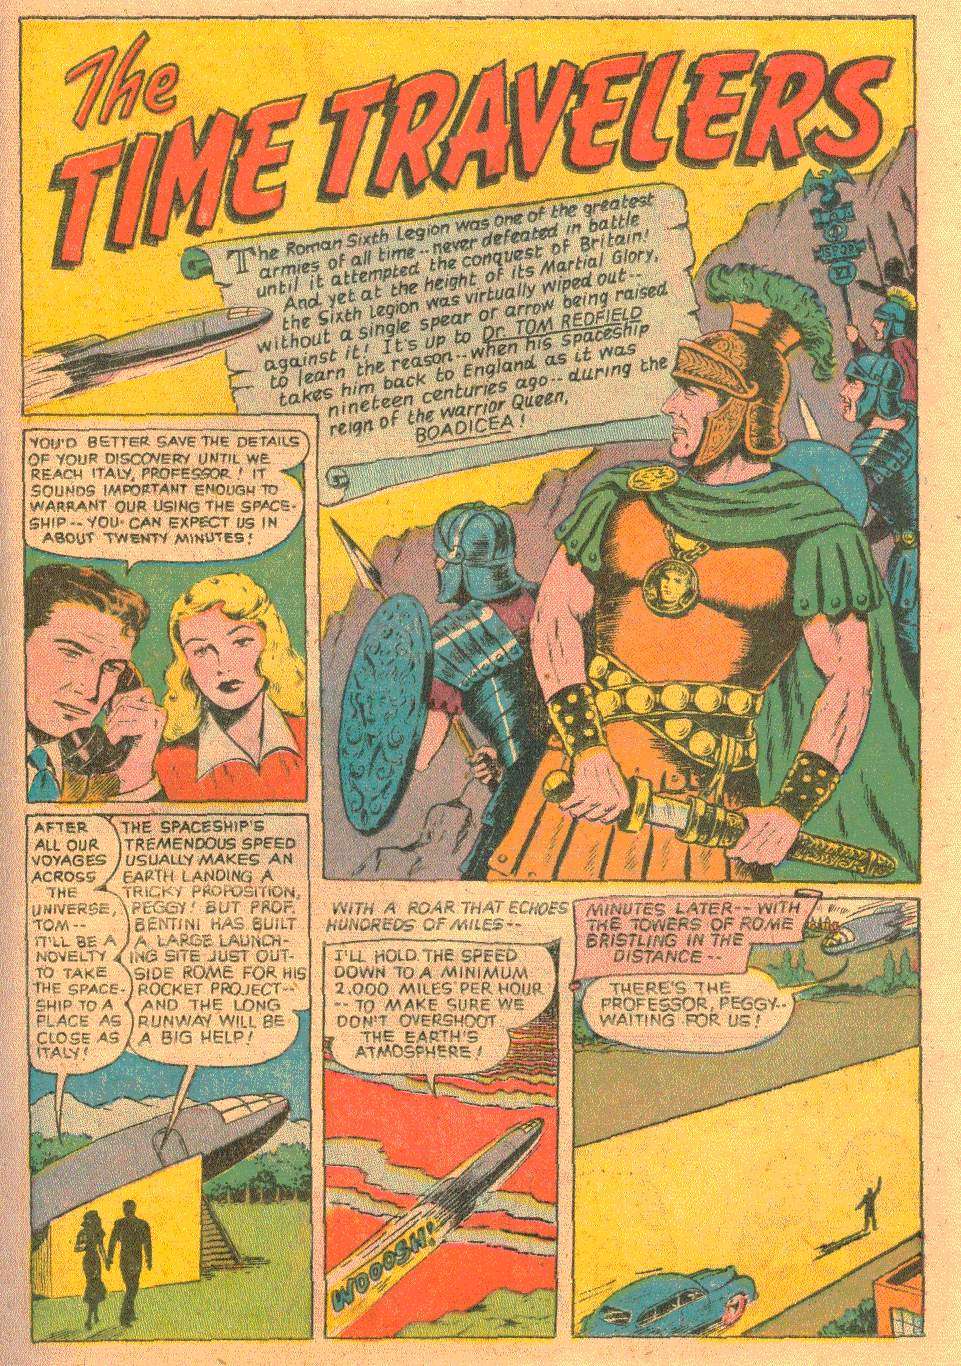 The
TIME TRAVELERS
The Roman Sixth Legion was one of the greatest
armies of all time -- never defeated in battle
until it attempted the conquest of Britain!
And yet at the height of its Martial Glory,
the Sixth Legion was virtually wiped out --
without a single spear or arrow being raised
against it! It's up to Dr. TOM REDFIELD
to learn the reason -- when his spaceship
takes him back to England as it was
nineteen centuries ago -- during the
reign of the warrior Queen,
BOADICEA!
SPQR
VI
YOU'D BETTER SAVE THE DETAILS
OF YOUR DISCOVERY UNTIL WE
REACH ITALY, PROFESSOR! IT
SOUNDS IMPORTANT ENOUGH TO
WARRANT OUR USING THE SPACE-
SHIP -- YOU CAN EXPECT US IN
ABOUT TWENTY MINUTES!
AFTER
ALL OUR
VOYAGES
ACROSS
THE
UNIVERSE,
TOM --
IT'LL BE A
NOVELTY
TO TAKE
THE SPACE-
SHIP TO A
PLACE AS
CLOSE AS
ITALY!
THE SPACESHIP'S
TREMENDOUS SPEED
USUALLY MAKES AN
EARTH LANDING A
TRICKY PROPOSITION,
PEGGY! BUT PROF.
BENTINI HAS BUILT
A LARGE LAUNCH-
ING SITE JUST OUT-
SIDE ROME FOR HIS
ROCKET PROJECT --
AND THE LONG
RUNWAY WILL BE
A BIG HELP!
WITH A ROAR THAT ECHOES
HUNDREDS OF MILES --
I'LL HOLD THE SPEED
DOWN TO A MINIMUM
2,000 MILES PER HOUR
-- TO MAKE SURE WE
DON'T OVERSHOOT
THE EARTH'S
ATMOSPHERE!
WOOOSH!
MINUTES LATER -- WITH
THE TOWERS OF ROME
BRISTLING IN THE
DISTANCE --
THERE'S THE
PROFESSOR, PEGGY --
WAITING FOR US!